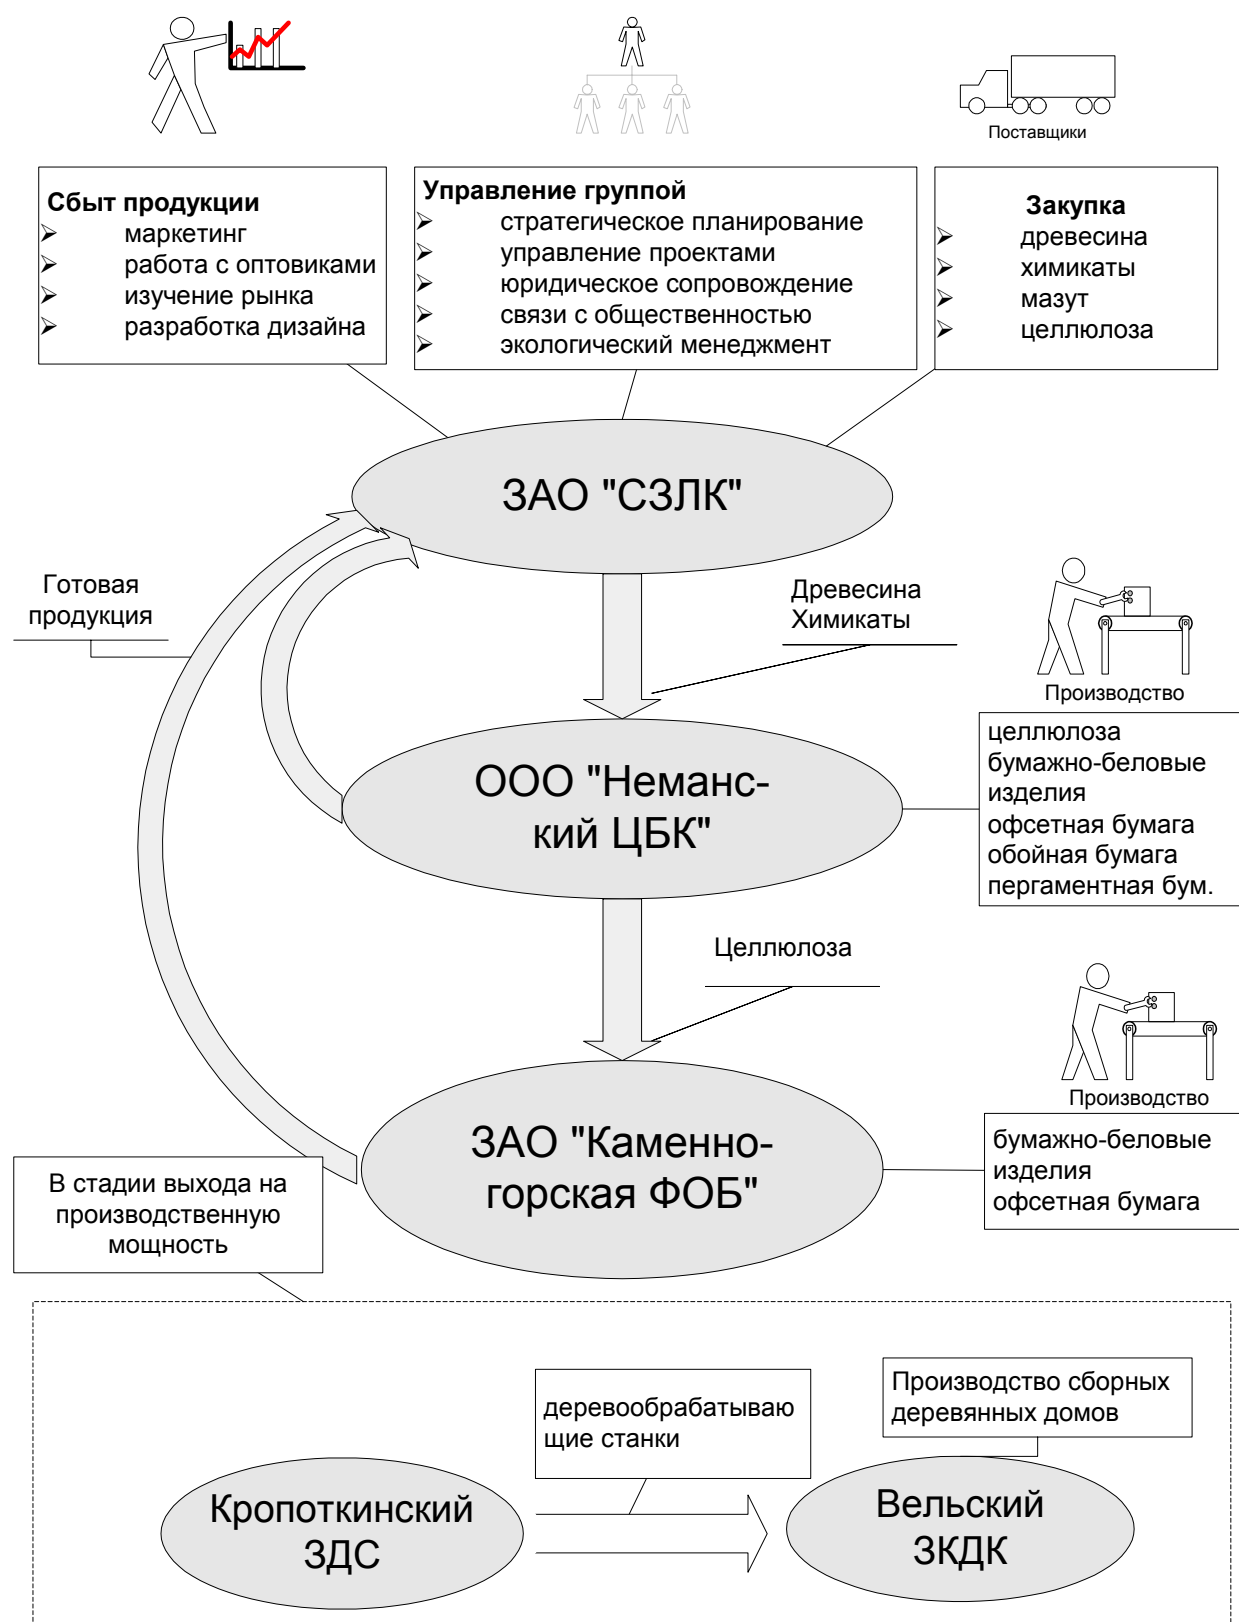 Поставщики
Сбыт продукции
маркетинг
работа с оптовиками
изучение рынка
разработка дизайна
Управление группой
стратегическое планирование
управление проектами
юридическое сопровождение
связи с общественностью
экологический менеджмент
Закупка
древесина
химикаты
мазут
целлюлоза
ЗАО "СЗЛК"
Готовая
продукция
Древесина
Химикаты
Производство
ООО "Неманс-
кий ЦБК"
целлюлоза
бумажно-беловые
изделия
офсетная бумага
обойная бумага
пергаментная бум.
Целлюлоза
Производство
ЗАО "Каменно-
горская ФОБ"
бумажно-беловые
изделия
офсетная бумага
В стадии выхода на
производственную
мощность
деревообрабатываю
щие станки
Производство сборных
деревянных домов
Кропоткинский
ЗДС
Вельский
ЗКДК